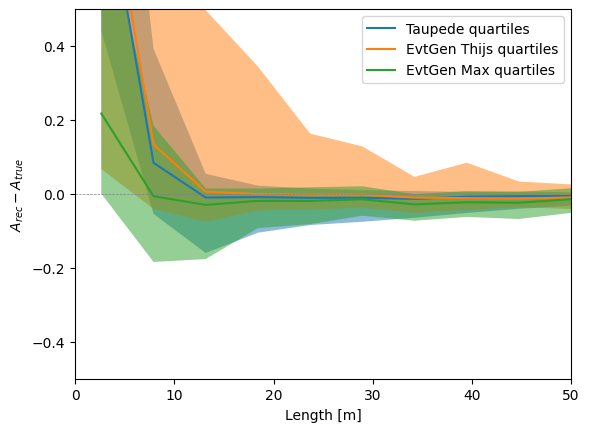 Taupede quartiles
EvtGen Thijs quartiles
EvtGen Max quartiles
0.4
0.2
0.0
−0.2
−0.4
A_rec − A_true
0
10
20
30
40
50
Length [m]